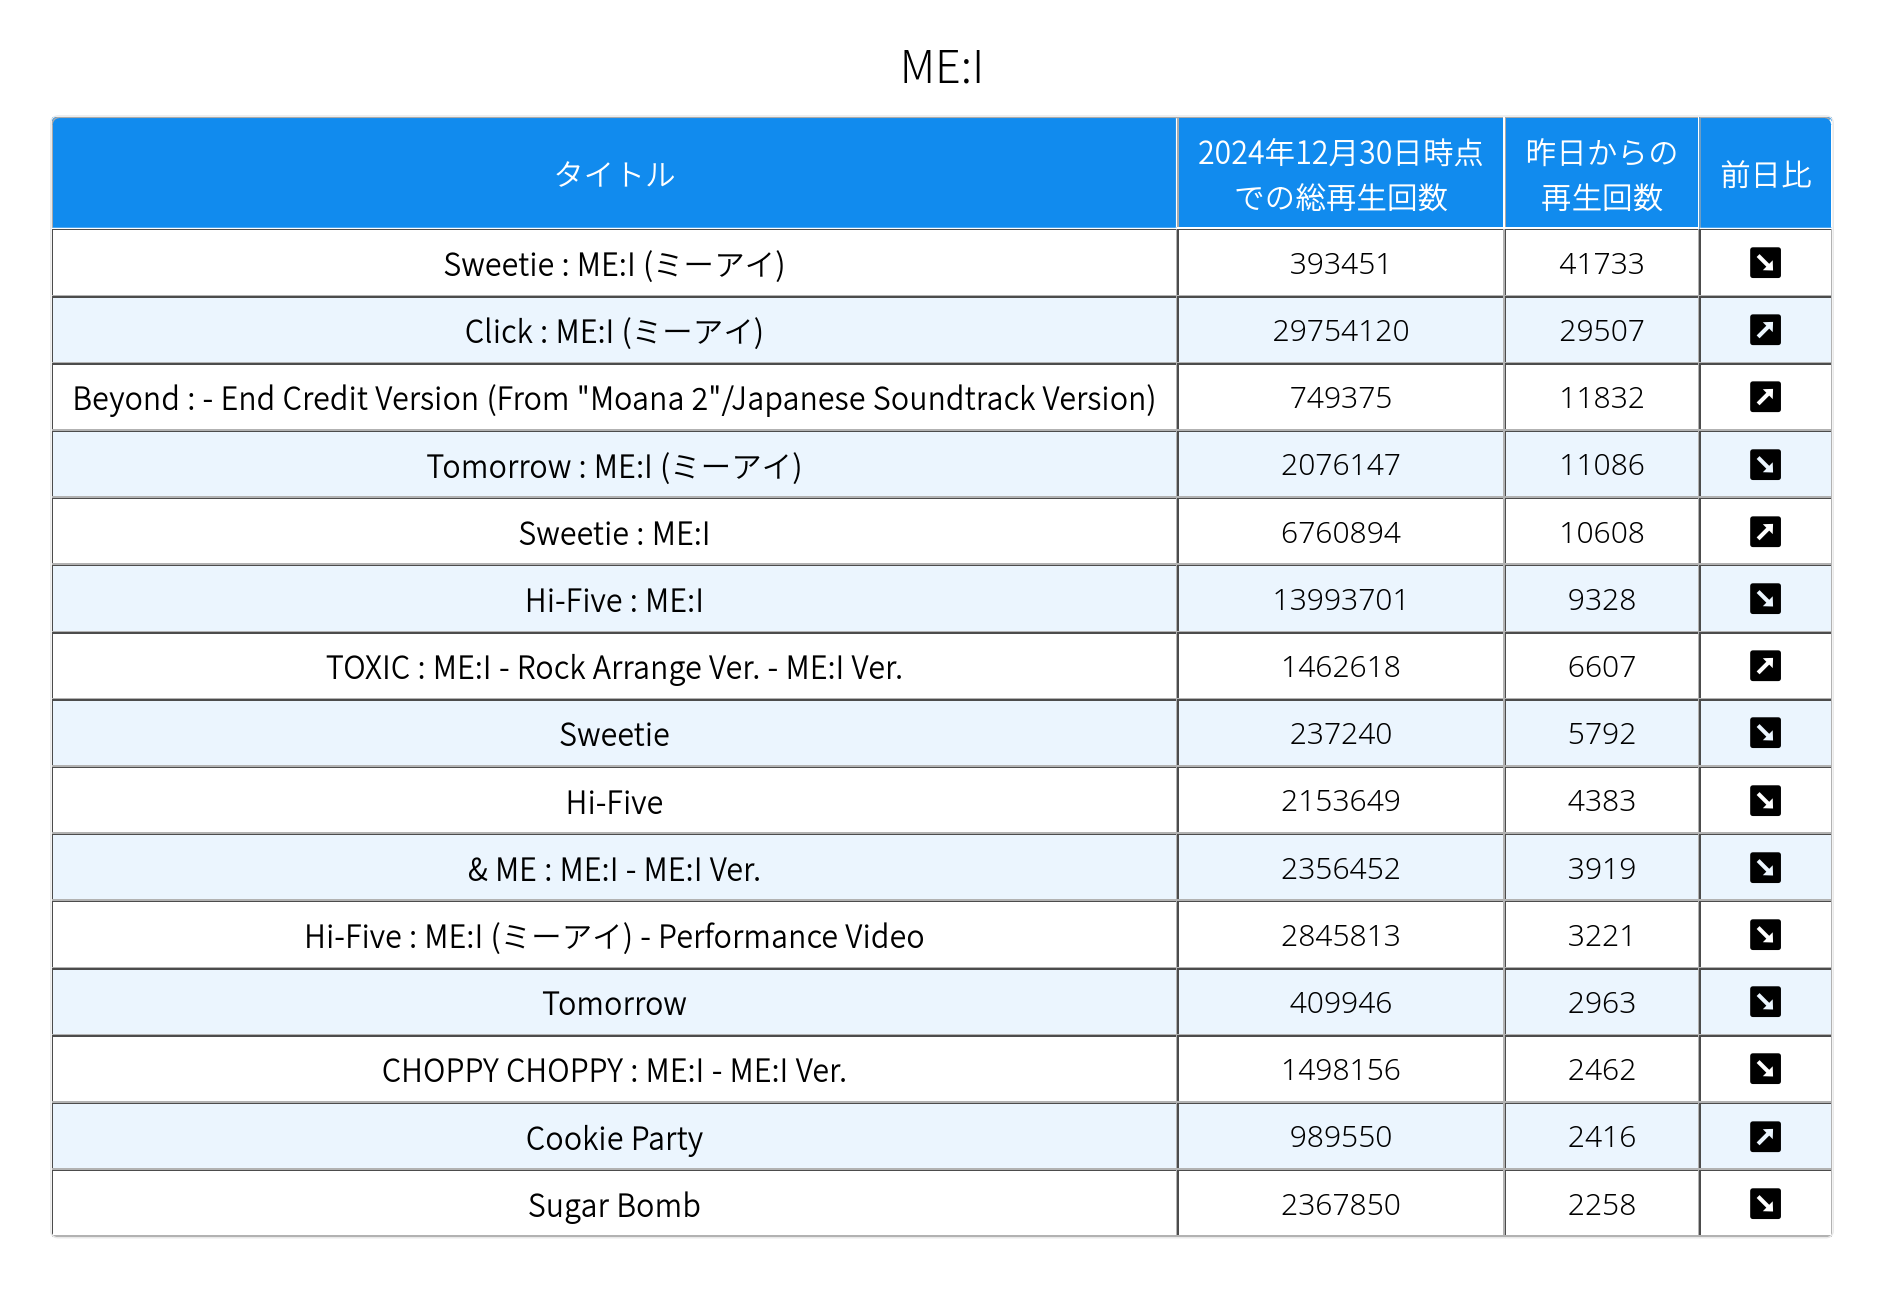 ME:I
タイトル
2024年12月30日時点
での総再生回数
昨日からの
再生回数
前日比
Sweetie : ME:I (ミーアイ) 393451 41733
Click : ME:I (ミーアイ) 29754120 29507
Beyond : - End Credit Version (From "Moana 2"/Japanese Soundtrack Version) 749375 11832
Tomorrow : ME:I (ミーアイ) 2076147 11086
Sweetie : ME:I 6760894 10608
Hi-Five : ME:I 13993701 9328
TOXIC : ME:I - Rock Arrange Ver. - ME:I Ver. 1462618 6607
Sweetie 237240 5792
Hi-Five 2153649 4383
& ME : ME:I - ME:I Ver. 2356452 3919
Hi-Five : ME:I (ミーアイ) - Performance Video 2845813 3221
Tomorrow 409946 2963
CHOPPY CHOPPY : ME:I - ME:I Ver. 1498156 2462
Cookie Party 989550 2416
Sugar Bomb 2367850 2258